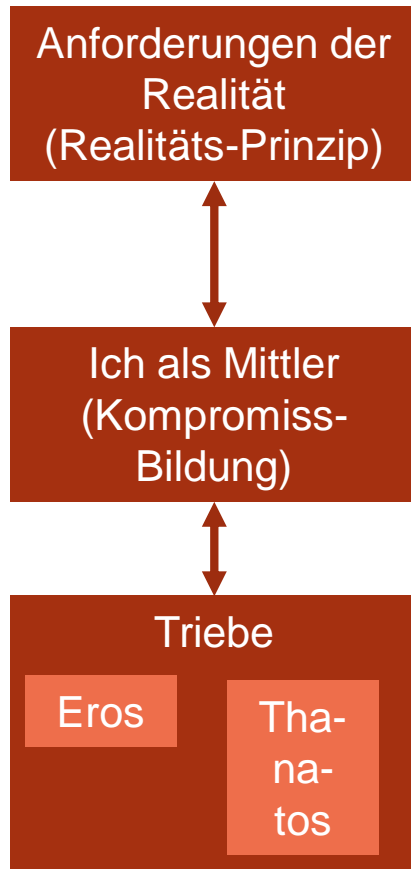 Anforderungen der
Realität
(Realitäts-Prinzip)
Ich als Mittler
(Kompromiss-
Bildung)
Triebe
Eros
Tha-
na-
tos